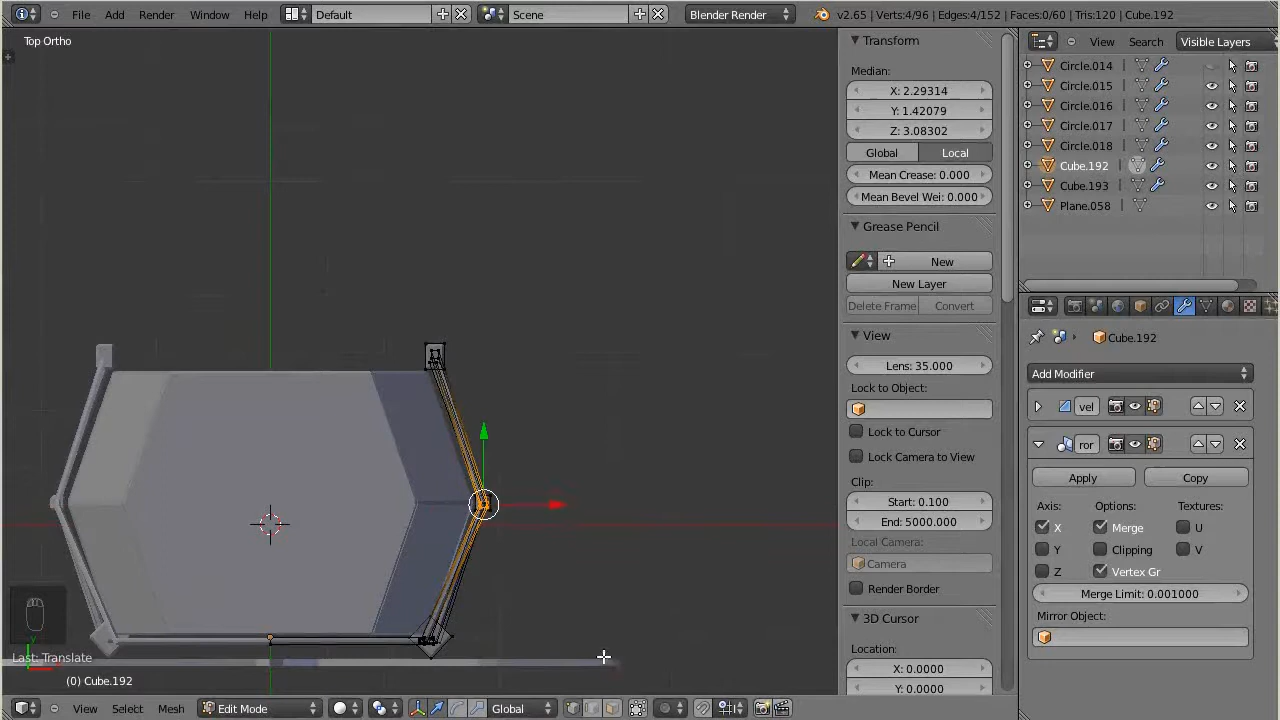 File Add Render Window Help Default Scene Blender Render v2.65 | Verts:4/96 | Edges:4/152 | Faces:0/60 | Tris:120 | Cube.192
Top Ortho
Transform
Median:
X: 2.29314
Y: 1.42079
Z: 3.08302
Global Local
Mean Crease: 0.000
Mean Bevel Wei: 0.000
Grease Pencil
New
New Layer
Delete Frame Convert
View
Lens: 35.000
Lock to Object:
Lock to Cursor
Lock Camera to View
Clip:
Start: 0.100
End: 5000.000
Local Camera:
Camera
Render Border
3D Cursor
Location:
X: 0.0000
Y: 0.0000
View Search Visible Layers
Circle.014
Circle.015
Circle.016
Circle.017
Circle.018
Cube.192
Cube.193
Plane.058
Cube.192
Add Modifier
vel
ror
Apply Copy
Axis: Options: Textures:
X Merge U
Y Clipping V
Z Vertex Gr
Merge Limit: 0.001000
Mirror Object:
Last: Translate
(0) Cube.192
View Select Mesh Edit Mode Global